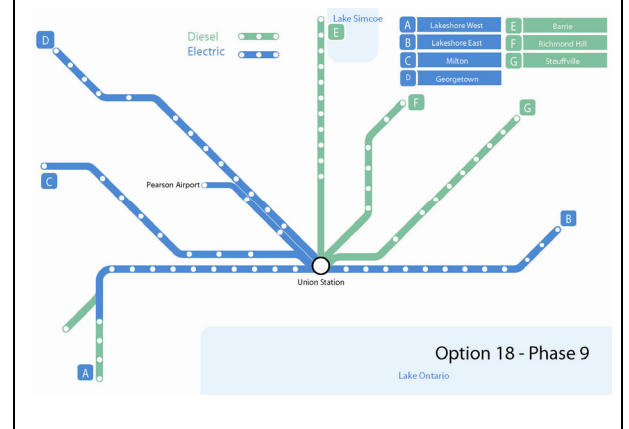 Lake Simcoe
Diesel
Electric
E
A Lakeshore West
B Lakeshore East
C Milton
D Georgetown
E Barrie
F Richmond Hill
G Stouffville
D
F
G
C
Pearson Airport
B
Union Station
A
Option 18 - Phase 9
Lake Ontario